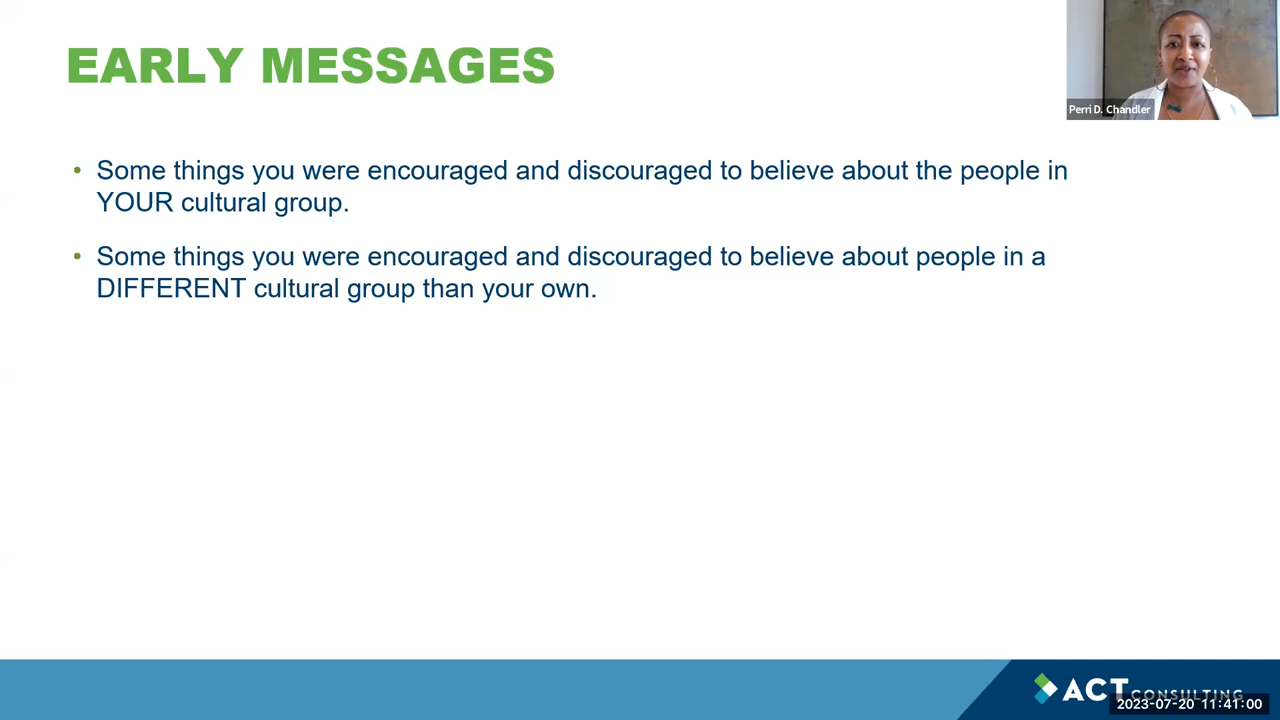 EARLY MESSAGES
Perri D. Chandler
• Some things you were encouraged and discouraged to believe about the people in
YOUR cultural group.
• Some things you were encouraged and discouraged to believe about people in a
DIFFERENT cultural group than your own.
ACT CONSULTING
2023-07-20 11:41:00